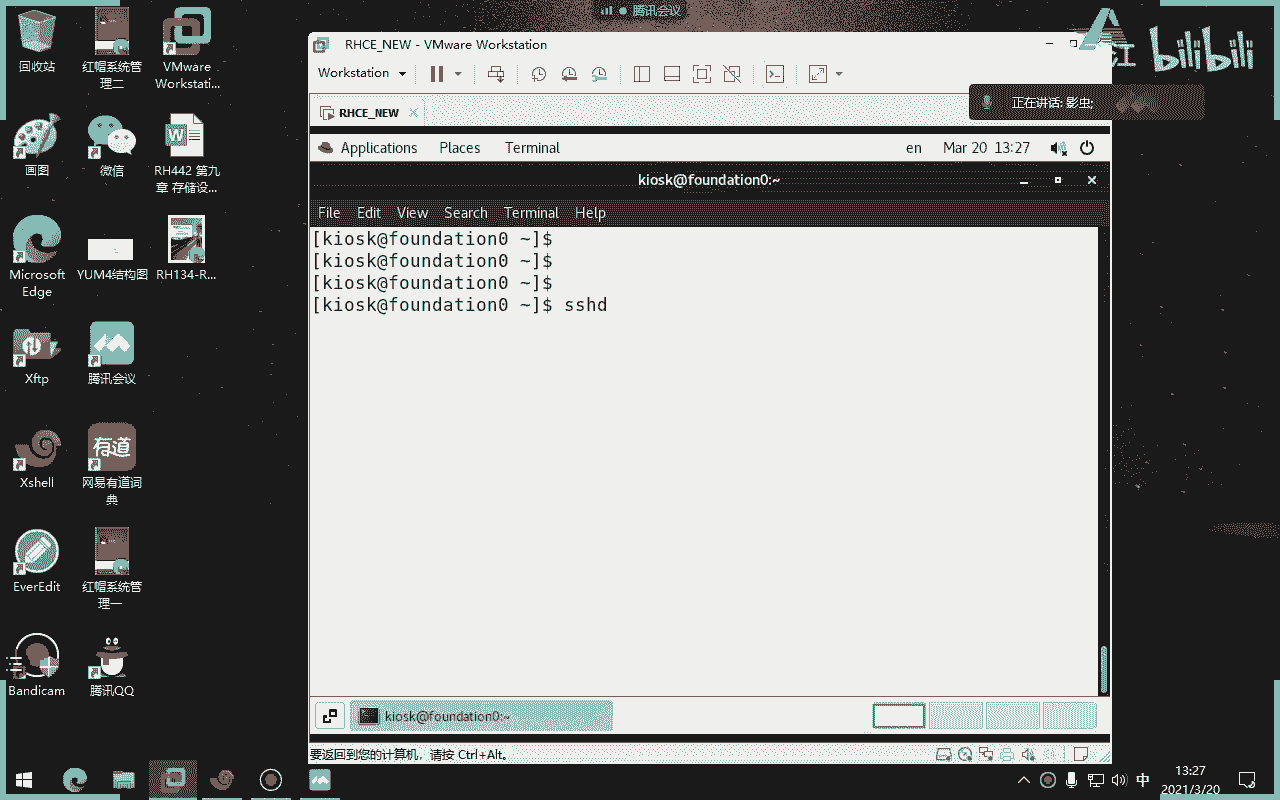 腾讯会议
bilibili
正在讲话: 影虫;
回收站
红帽系统管
理二
VMware
Workstati...
画图
微信
RH442 第九
章 存储设...
Microsoft
Edge
YUM4结构图
RH134-R...
Xftp
腾讯会议
Xshell
有道
网易有道词
典
EverEdit
红帽系统管
理一
Bandicam
腾讯QQ
RHCE_NEW - VMware Workstation
Workstation
RHCE_NEW
Applications Places Terminal en Mar 20 13:27
kiosk@foundation0:~
File Edit View Search Terminal Help
[kiosk@foundation0 ~]$
[kiosk@foundation0 ~]$
[kiosk@foundation0 ~]$
[kiosk@foundation0 ~]$ sshd
kiosk@foundation0:~
要返回到您的计算机，请按 Ctrl+Alt。
中
13:27
2021/3/20